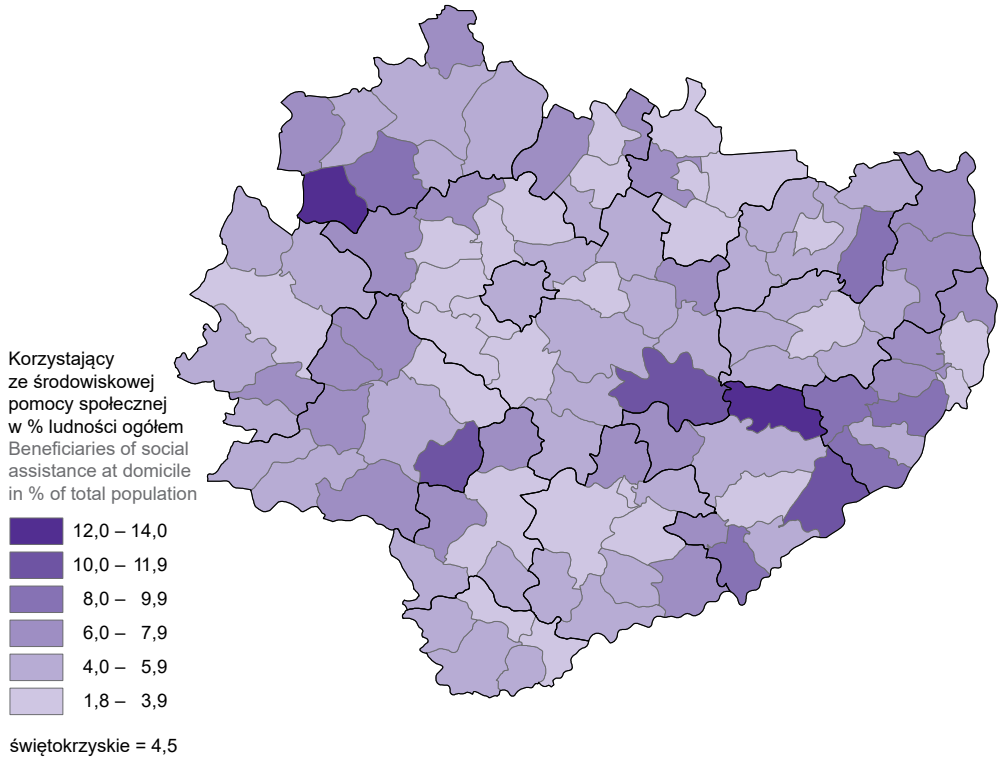 Korzystający
ze środowiskowej
pomocy społecznej
w % ludności ogółem
Beneficiaries of social
assistance at domicile
in % of total population
12,0 – 14,0
10,0 – 11,9
8,0 – 9,9
6,0 – 7,9
4,0 – 5,9
1,8 – 3,9
świętokrzyskie = 4,5